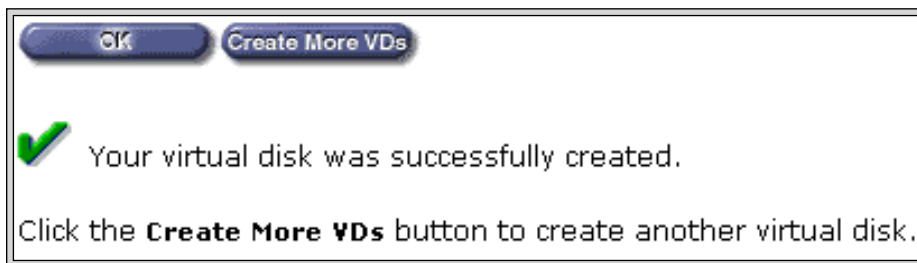 OK Create More VDs
Your virtual disk was successfully created.
Click the Create More VDs button to create another virtual disk.